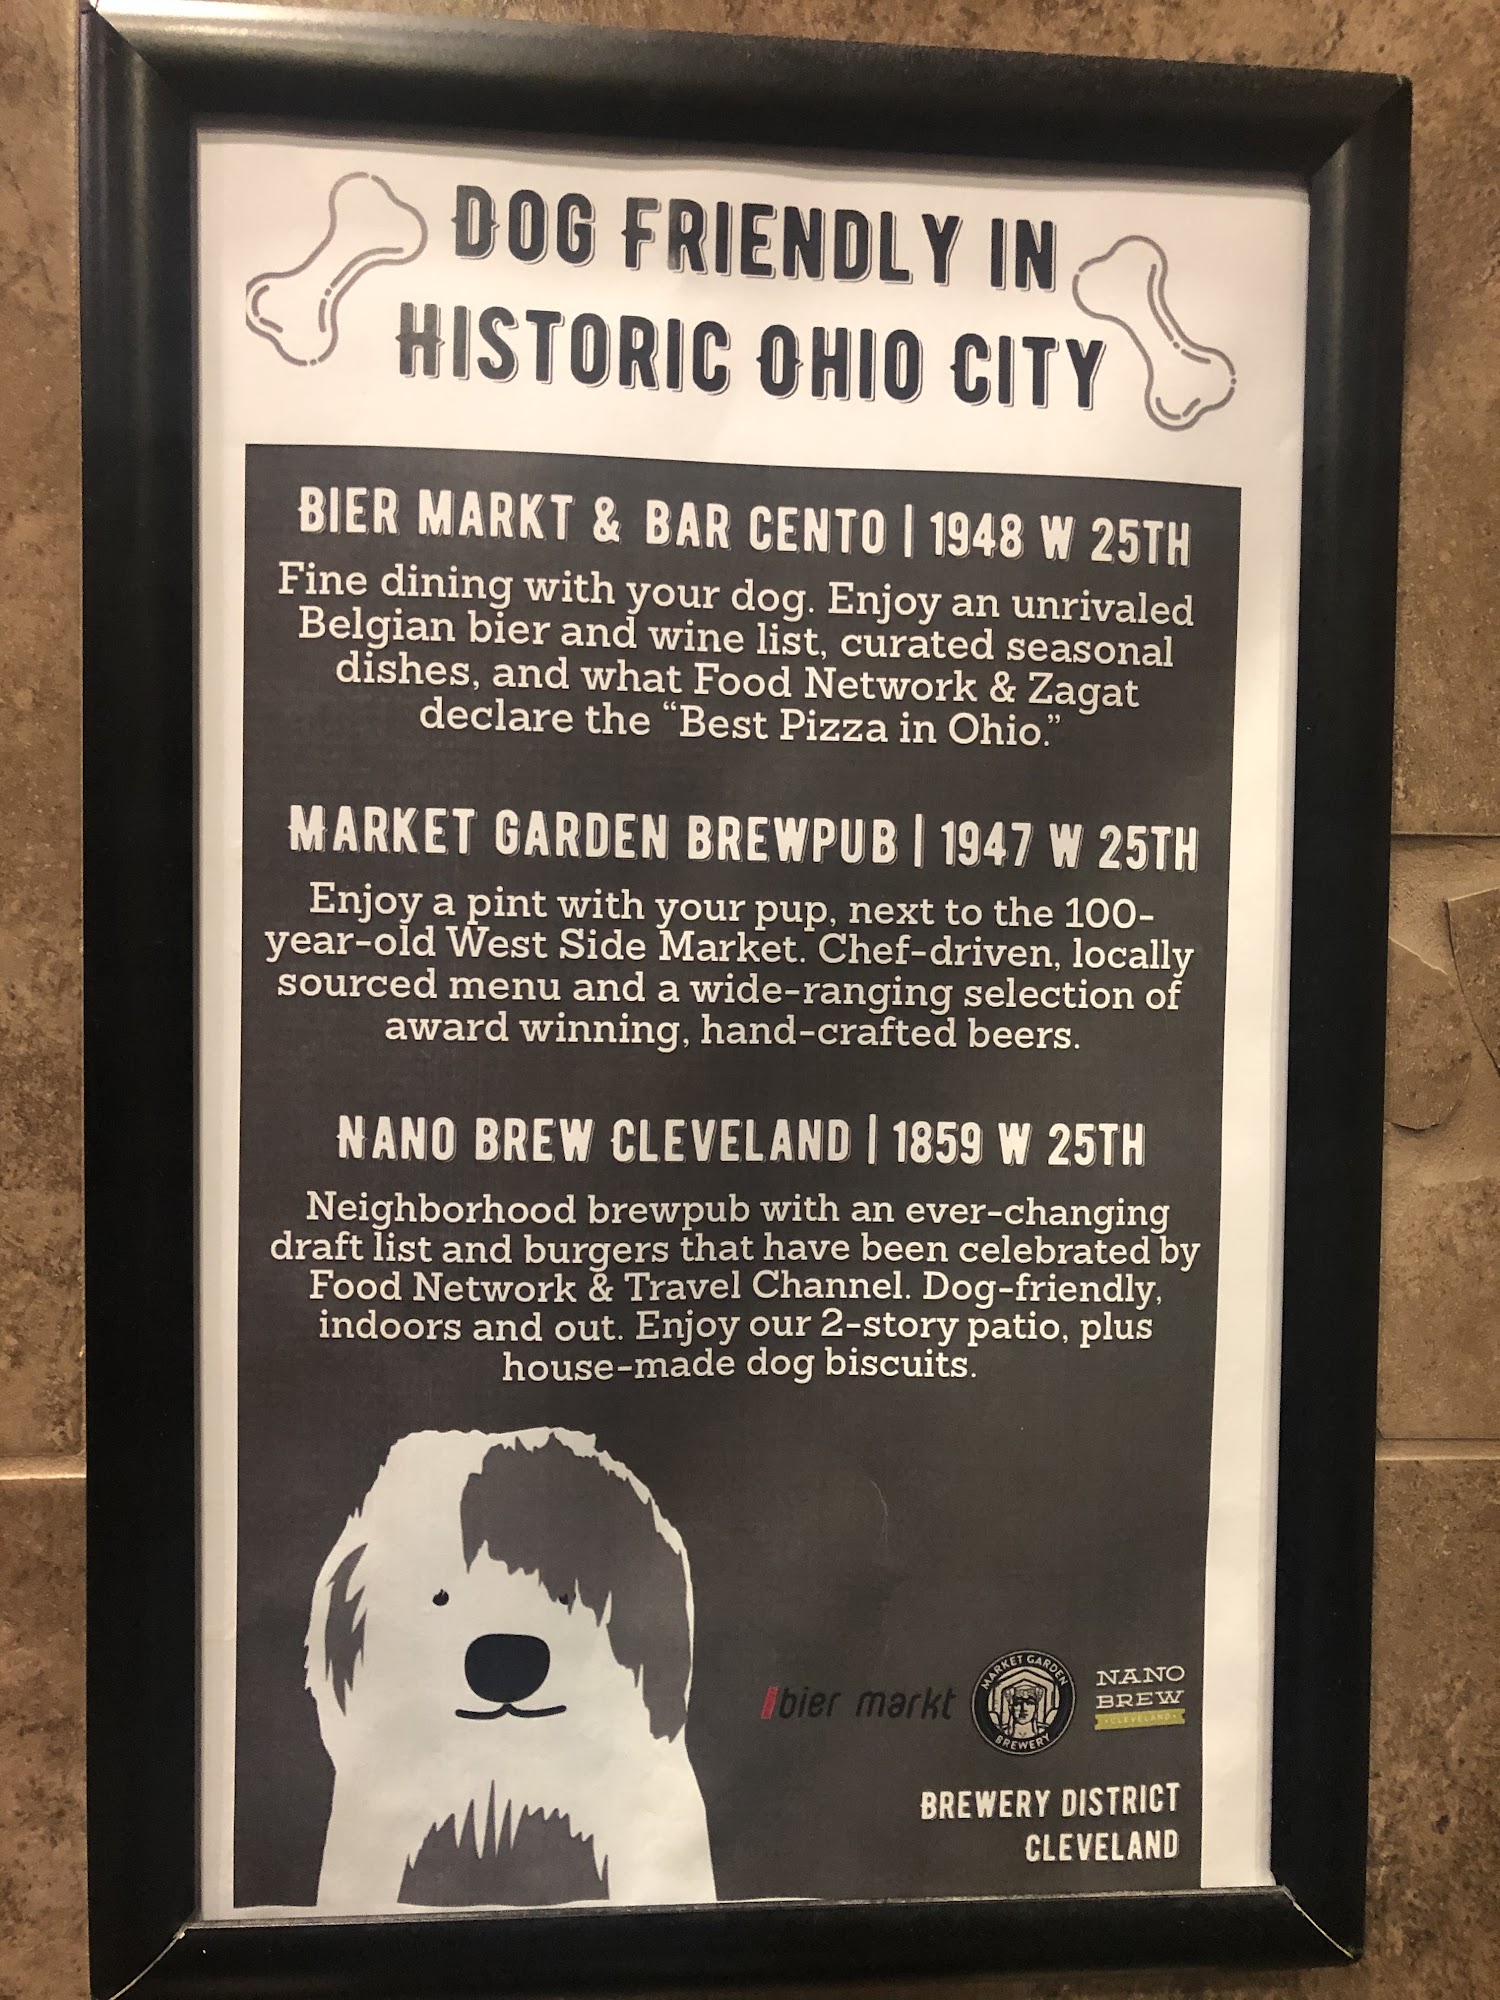 DOG FRIENDLY IN
HISTORIC OHIO CITY
BIER MARKT & BAR CENTO | 1948 W 25TH
Fine dining with your dog. Enjoy an unrivaled
Belgian bier and wine list, curated seasonal
dishes, and what Food Network & Zagat
declare the “Best Pizza in Ohio.”
MARKET GARDEN BREWPUB | 1947 W 25TH
Enjoy a pint with your pup, next to the 100-
year-old West Side Market. Chef-driven, locally
sourced menu and a wide-ranging selection of
award winning, hand-crafted beers.
NANO BREW CLEVELAND | 1859 W 25TH
Neighborhood brewpub with an ever-changing
draft list and burgers that have been celebrated by
Food Network & Travel Channel. Dog-friendly,
indoors and out. Enjoy our 2-story patio, plus
house-made dog biscuits.
bier markt
MARKET GARDEN
BREWERY
NANO
BREW
CLEVELAND
BREWERY DISTRICT
CLEVELAND